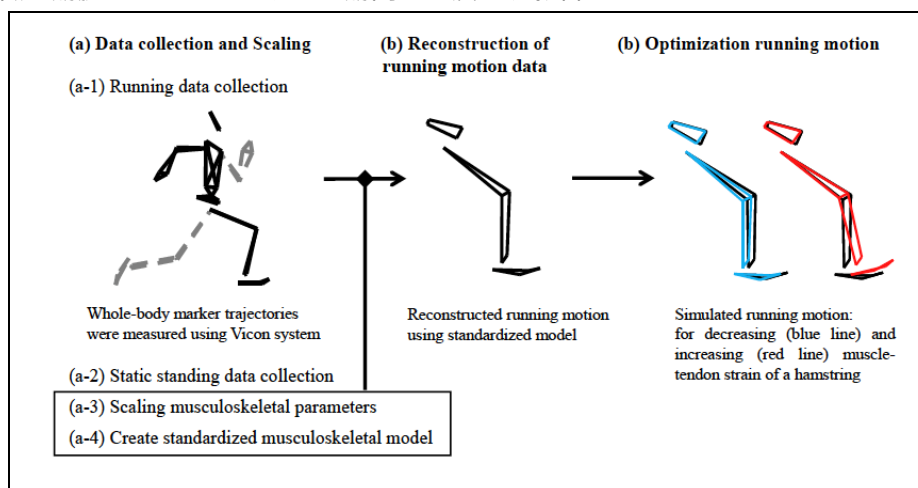 (a) Data collection and Scaling
(a-1) Running data collection
Whole-body marker trajectories
were measured using Vicon system
(a-2) Static standing data collection
(a-3) Scaling musculoskeletal parameters
(a-4) Create standardized musculoskeletal model
(b) Reconstruction of
running motion data
Reconstructed running motion
using standardized model
(b) Optimization running motion
Simulated running motion:
for decreasing (blue line) and
increasing (red line) muscle-
tendon strain of a hamstring